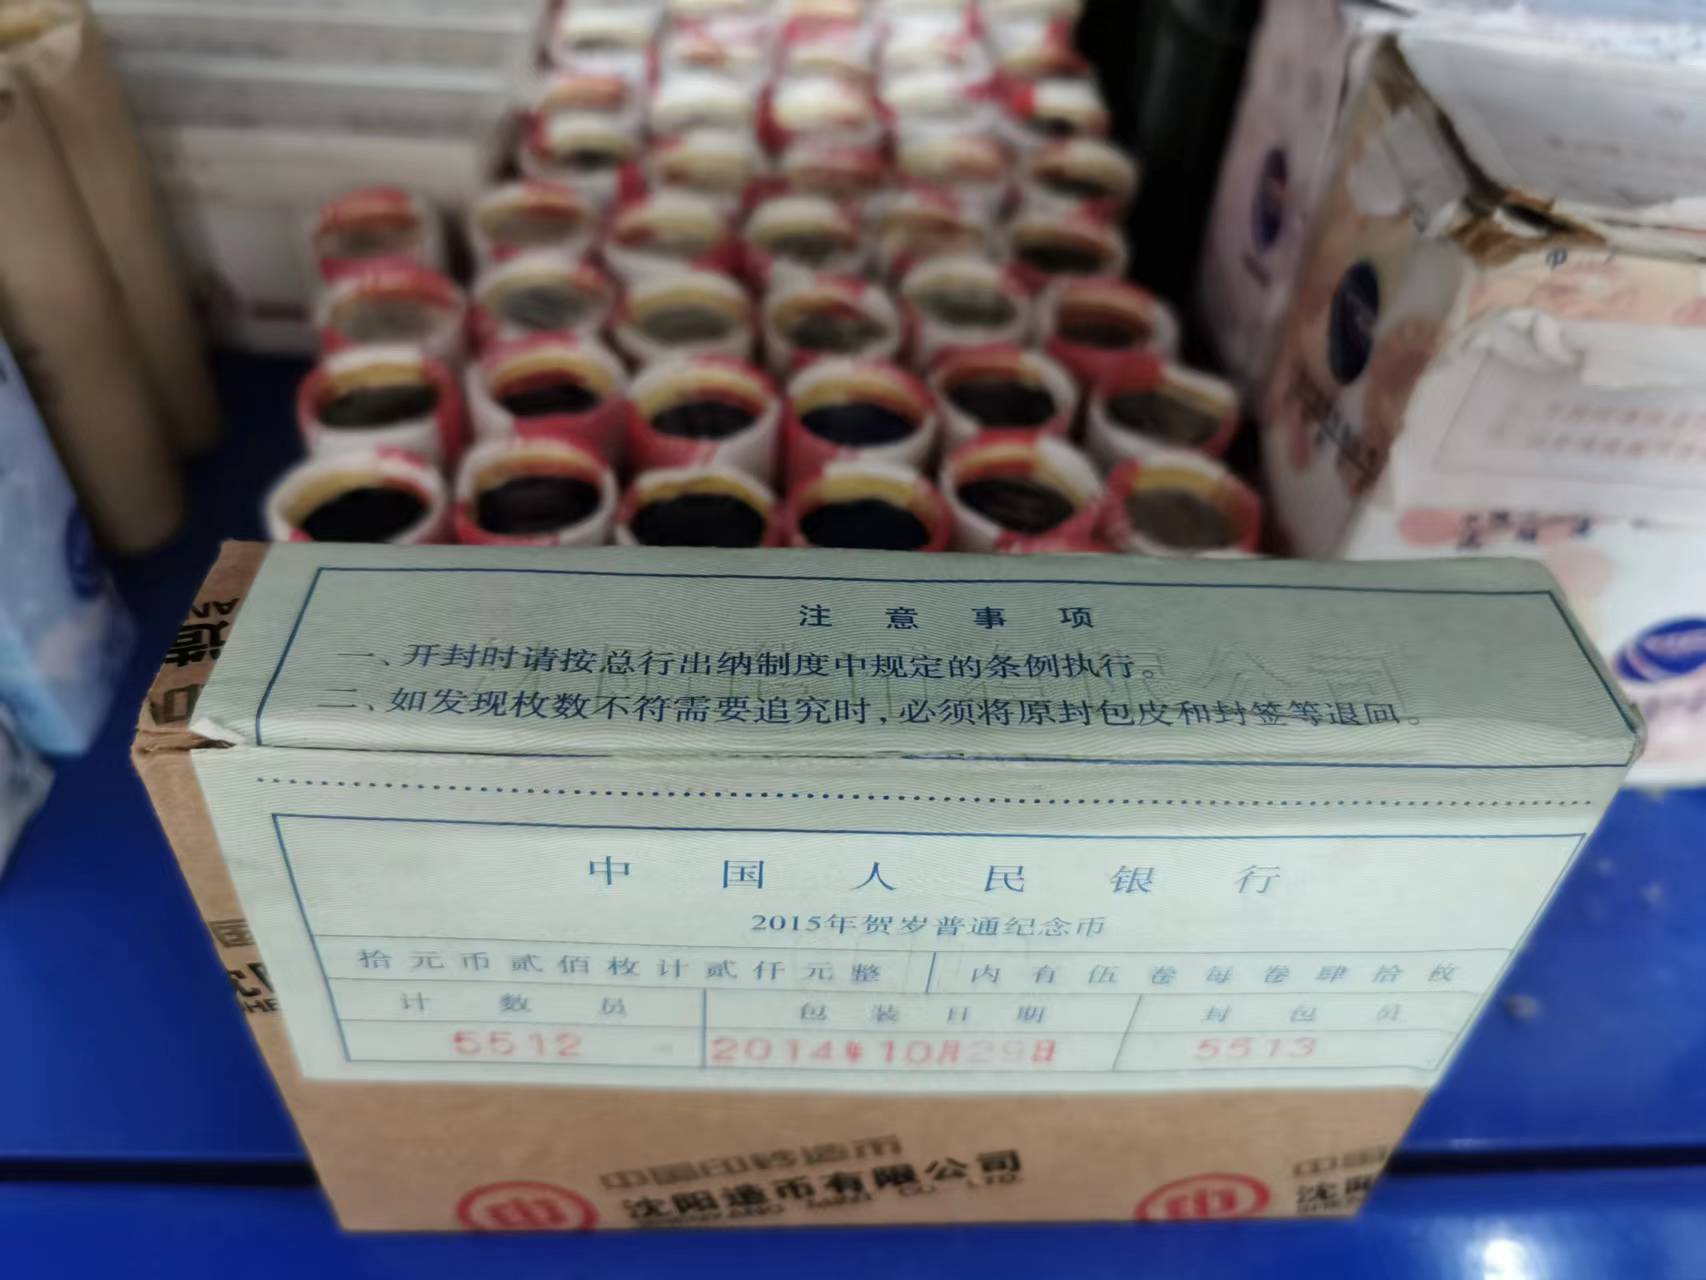 注意事项
一、开封时请按总行出纳制度中规定的条例执行。
二、如发现枚数不符需要追究时,必须将原封包皮和封签等退回。
中国人民银行
2015年贺岁普通纪念币
拾元币贰佰枚计贰仟元整 内有伍卷每卷肆拾枚
计数员 包装日期 封包员
5512 2014年10月29日 5513
中国印钞造币
沈阳造币有限公司